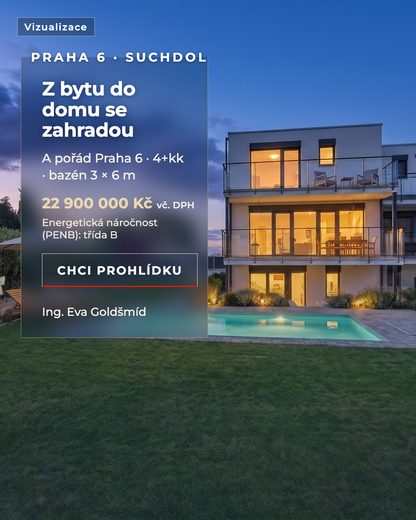 Vizualizace
PRAHA 6 · SUCHDOL
Z bytu do
domu se
zahradou
A pořád Praha 6 · 4+kk
· bazén 3 × 6 m
22 900 000 Kč vč. DPH
Energetická náročnost
(PENB): třída B
CHCI PROHLÍDKU
Ing. Eva Goldšmíd